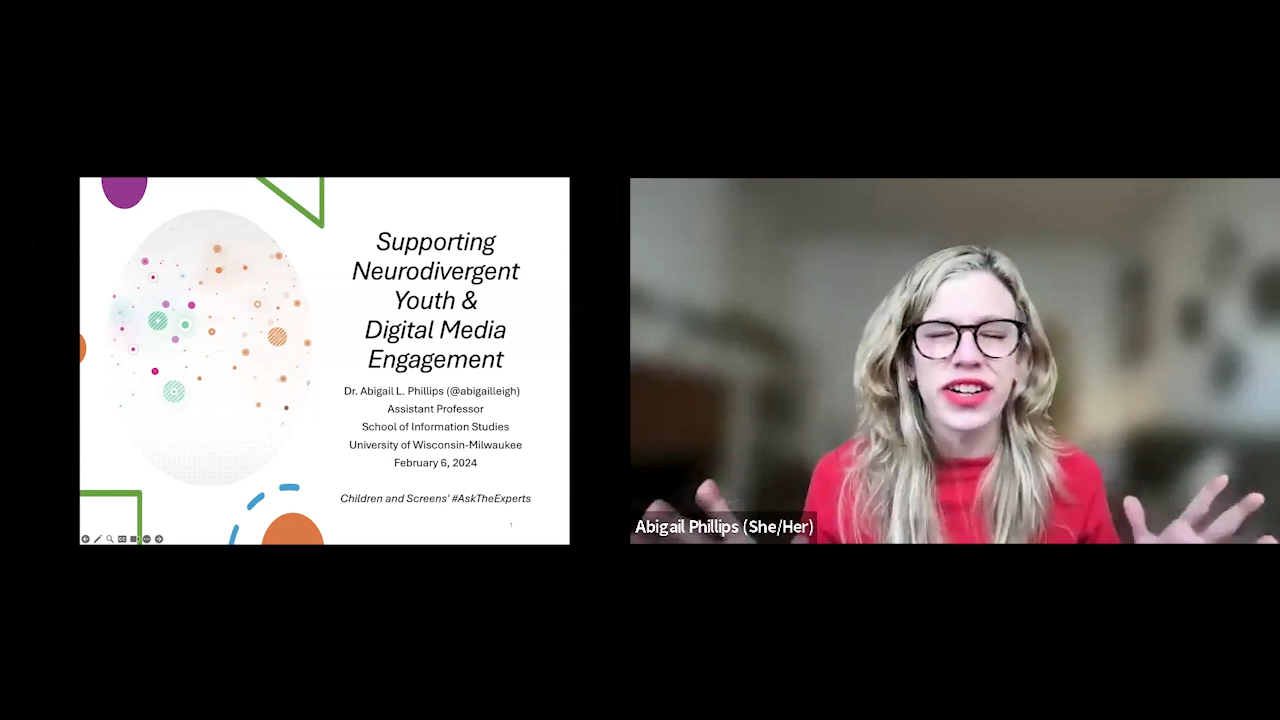 Supporting
Neurodivergent
Youth &
Digital Media
Engagement
Dr. Abigail L. Phillips (@abigailleigh)
Assistant Professor
School of Information Studies
University of Wisconsin-Milwaukee
February 6, 2024
Children and Screens' #AskTheExperts
1
Abigail Phillips (She/Her)